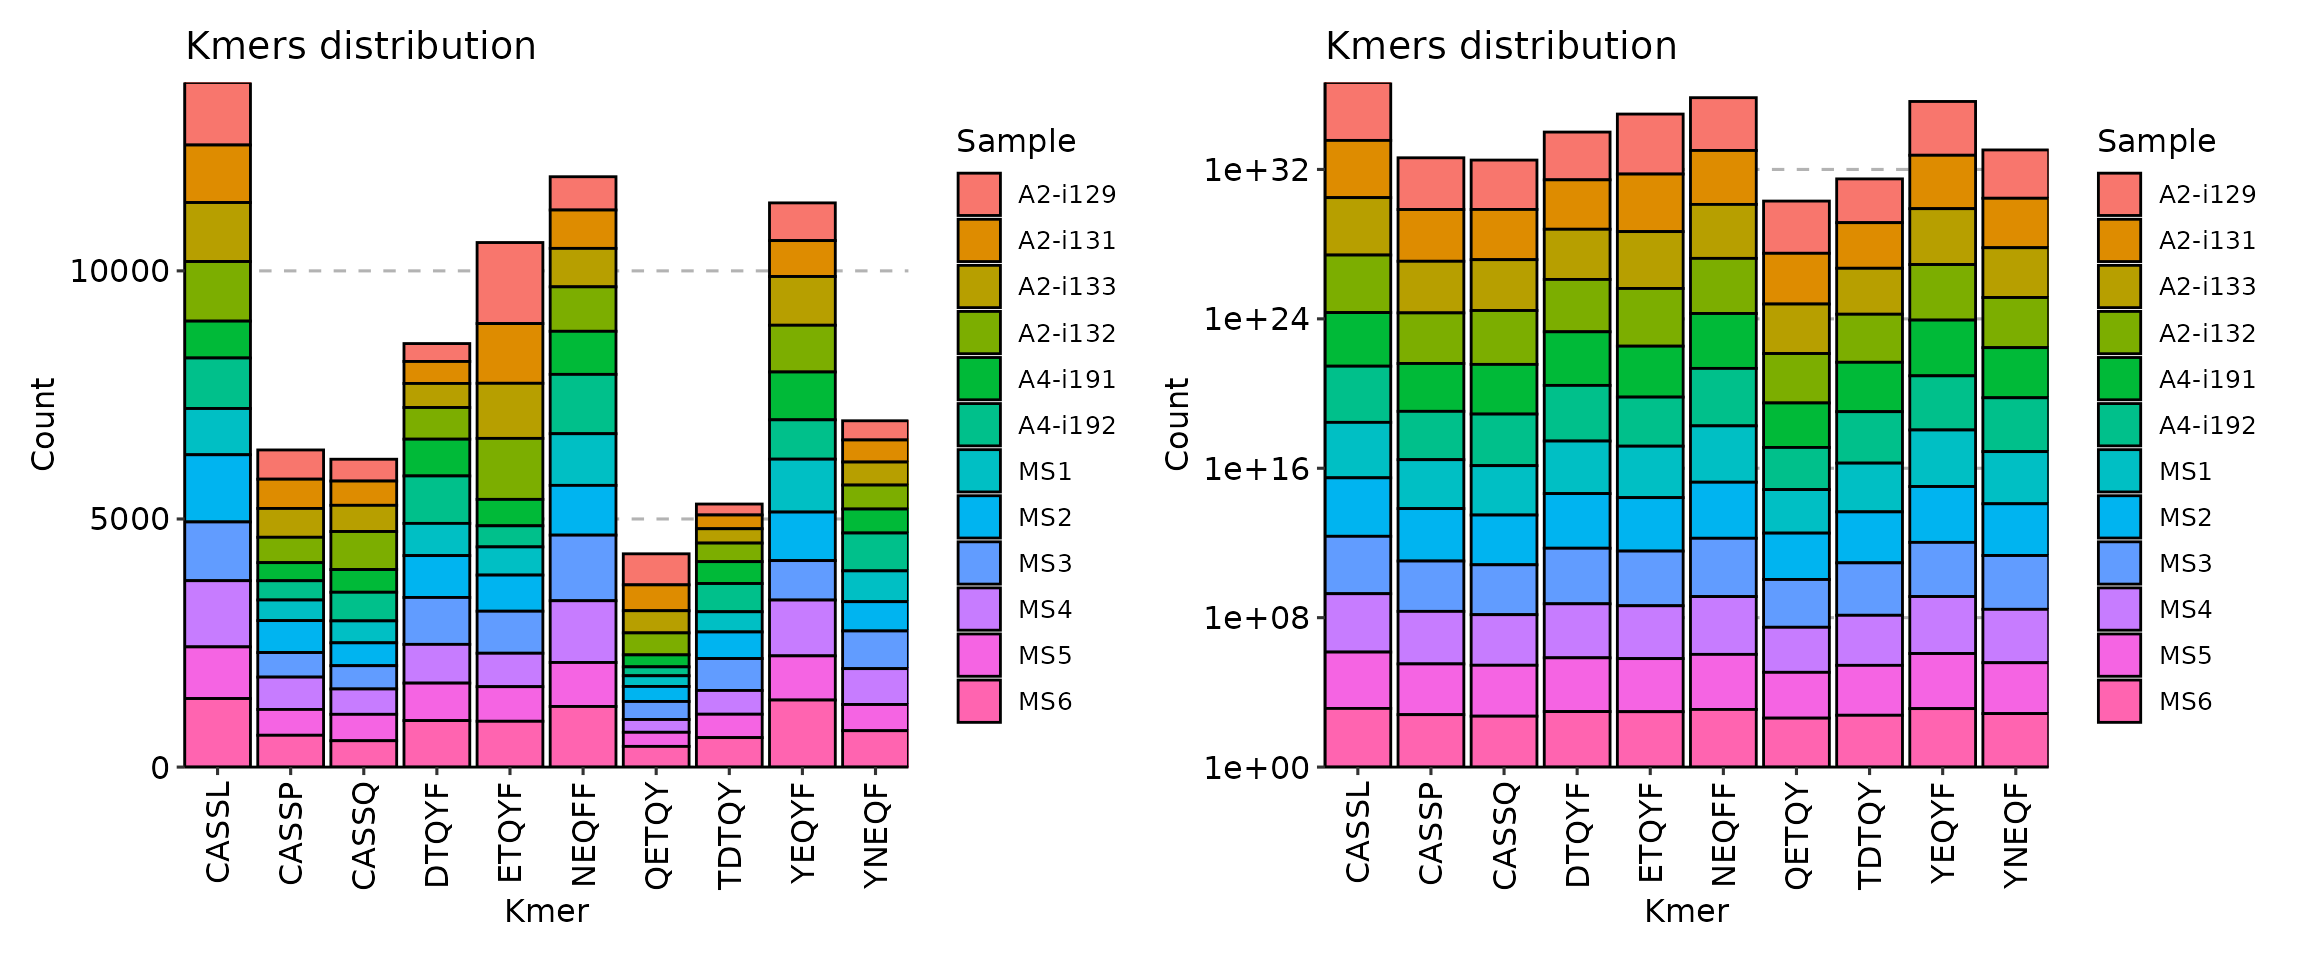 Kmers distribution
Count
10000
5000
0
CASSL
CASSP
CASSQ
DTQYF
ETQYF
NEQFF
QETQY
TDTQY
YEQYF
YNEQF
Kmer
Sample
A2-i129
A2-i131
A2-i133
A2-i132
A4-i191
A4-i192
MS1
MS2
MS3
MS4
MS5
MS6
Kmers distribution
Count
1e+32
1e+24
1e+16
1e+08
1e+00
CASSL
CASSP
CASSQ
DTQYF
ETQYF
NEQFF
QETQY
TDTQY
YEQYF
YNEQF
Kmer
Sample
A2-i129
A2-i131
A2-i133
A2-i132
A4-i191
A4-i192
MS1
MS2
MS3
MS4
MS5
MS6